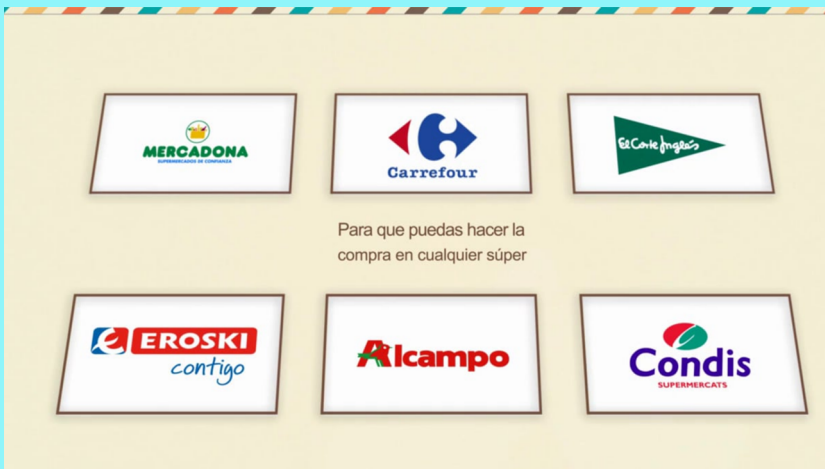 MERCADONA
SUPERMERCADOS DE CONFIANZA
Carrefour
El Corte Inglés
Para que puedas hacer la
compra en cualquier súper
EROSKI
contigo
Alcampo
Condis
SUPERMERCATS